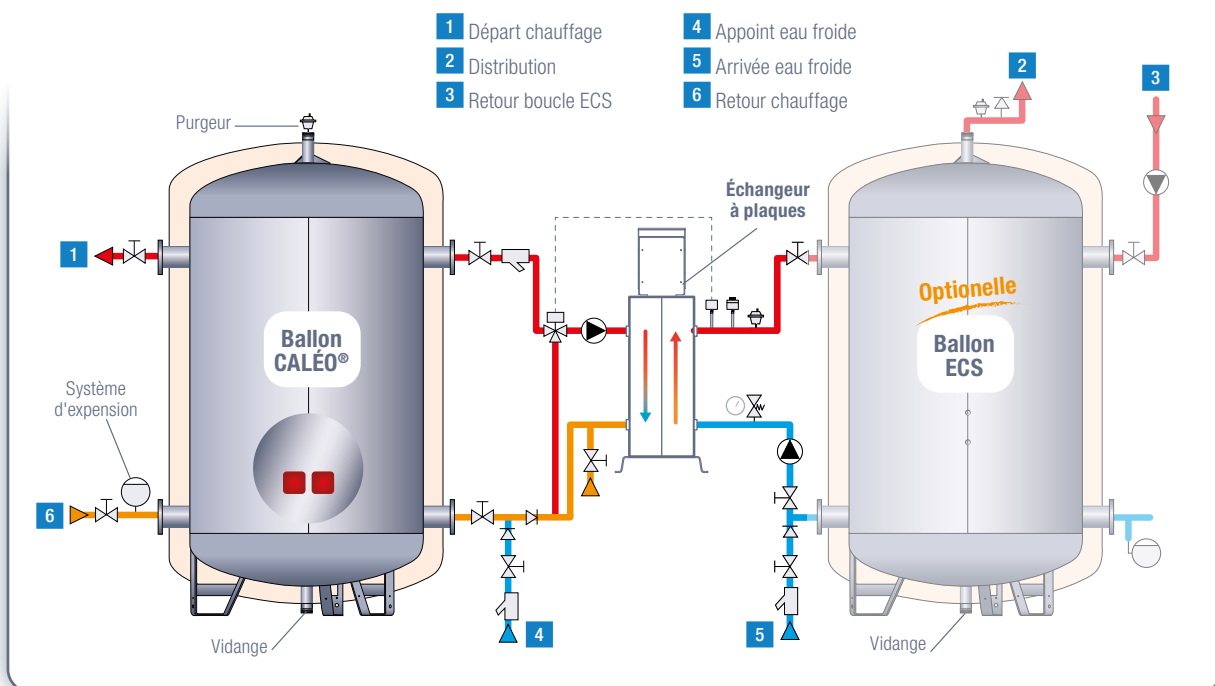 1 Départ chauffage
2 Distribution
3 Retour boucle ECS
4 Appoint eau froide
5 Arrivée eau froide
6 Retour chauffage
2
3
Purgeur
Échangeur
à plaques
1
Optionelle
Ballon
CALÉO®
Ballon
ECS
Système
d'expension
6
4
5
Vidange
Vidange